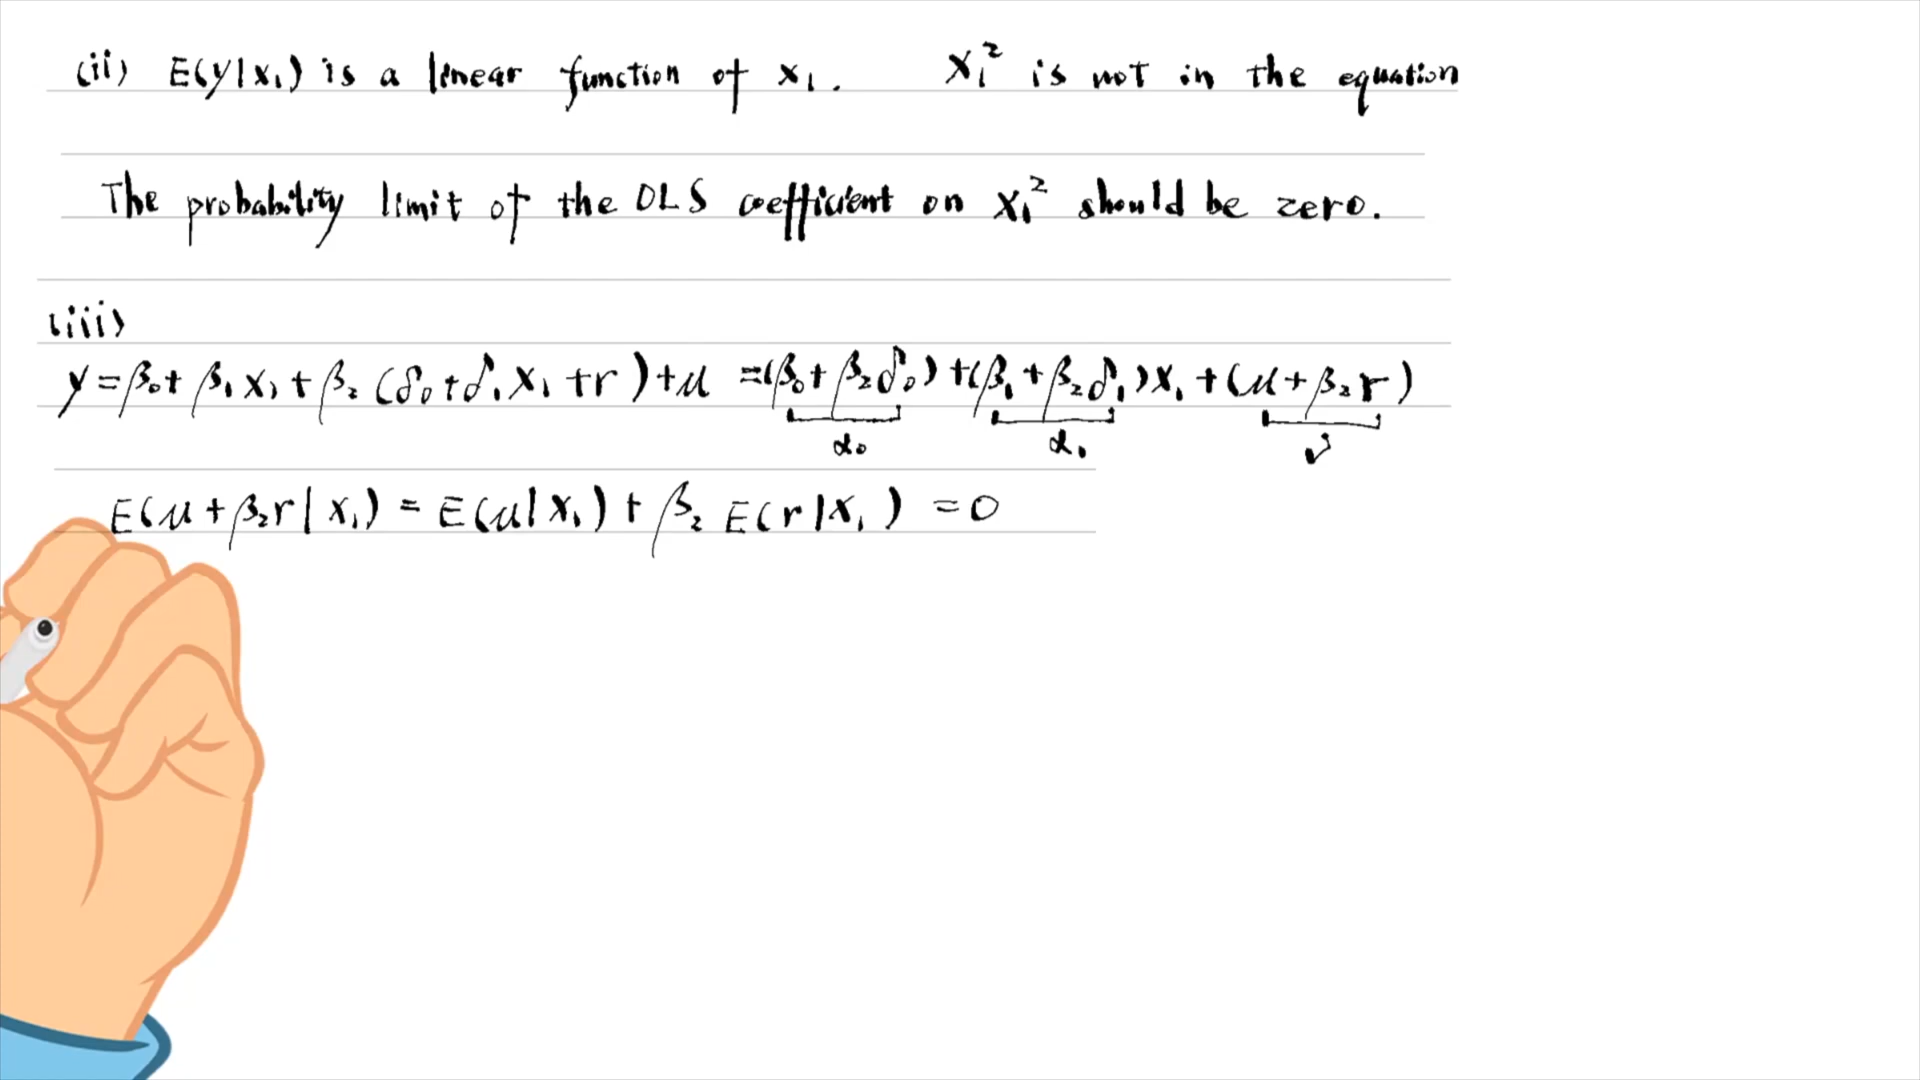 (ii) E(y|x₁) is a linear function of x₁. x₁² is not in the equation
The probability limit of the OLS coefficient on x₁² should be zero.
(iii)
y = β₀ + β₁x₁ + β₂(δ₀ + δ₁x₁ + r) + u = (β₀ + β₂δ₀) + (β₁ + β₂δ₁)x₁ + (u + β₂r)
α₀ α₁ v
E(u + β₂r | x₁) = E(u|x₁) + β₂ E(r|x₁) = 0